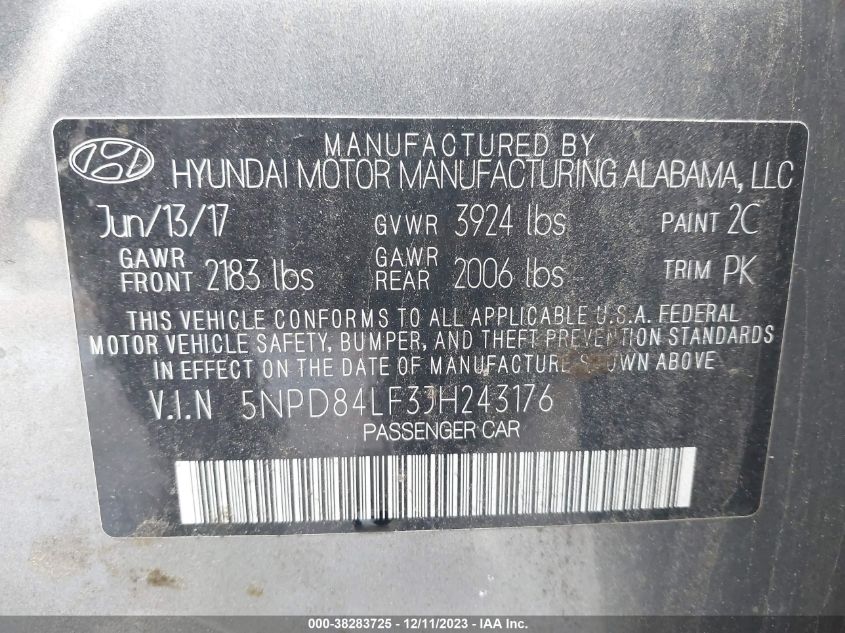 MANUFACTURED BY
HYUNDAI MOTOR MANUFACTURING ALABAMA, LLC
Jun/13/17 GVWR 3924 lbs PAINT 2C
GAWR FRONT 2183 lbs GAWR REAR 2006 lbs TRIM PK
THIS VEHICLE CONFORMS TO ALL APPLICABLE U.S.A. FEDERAL
MOTOR VEHICLE SAFETY, BUMPER, AND THEFT PREVENTION STANDARDS
IN EFFECT ON THE DATE OF MANUFACTURE SHOWN ABOVE
V.I.N 5NPD84LF3JH243176
PASSENGER CAR
000-38283725 - 12/11/2023 - IAA Inc.